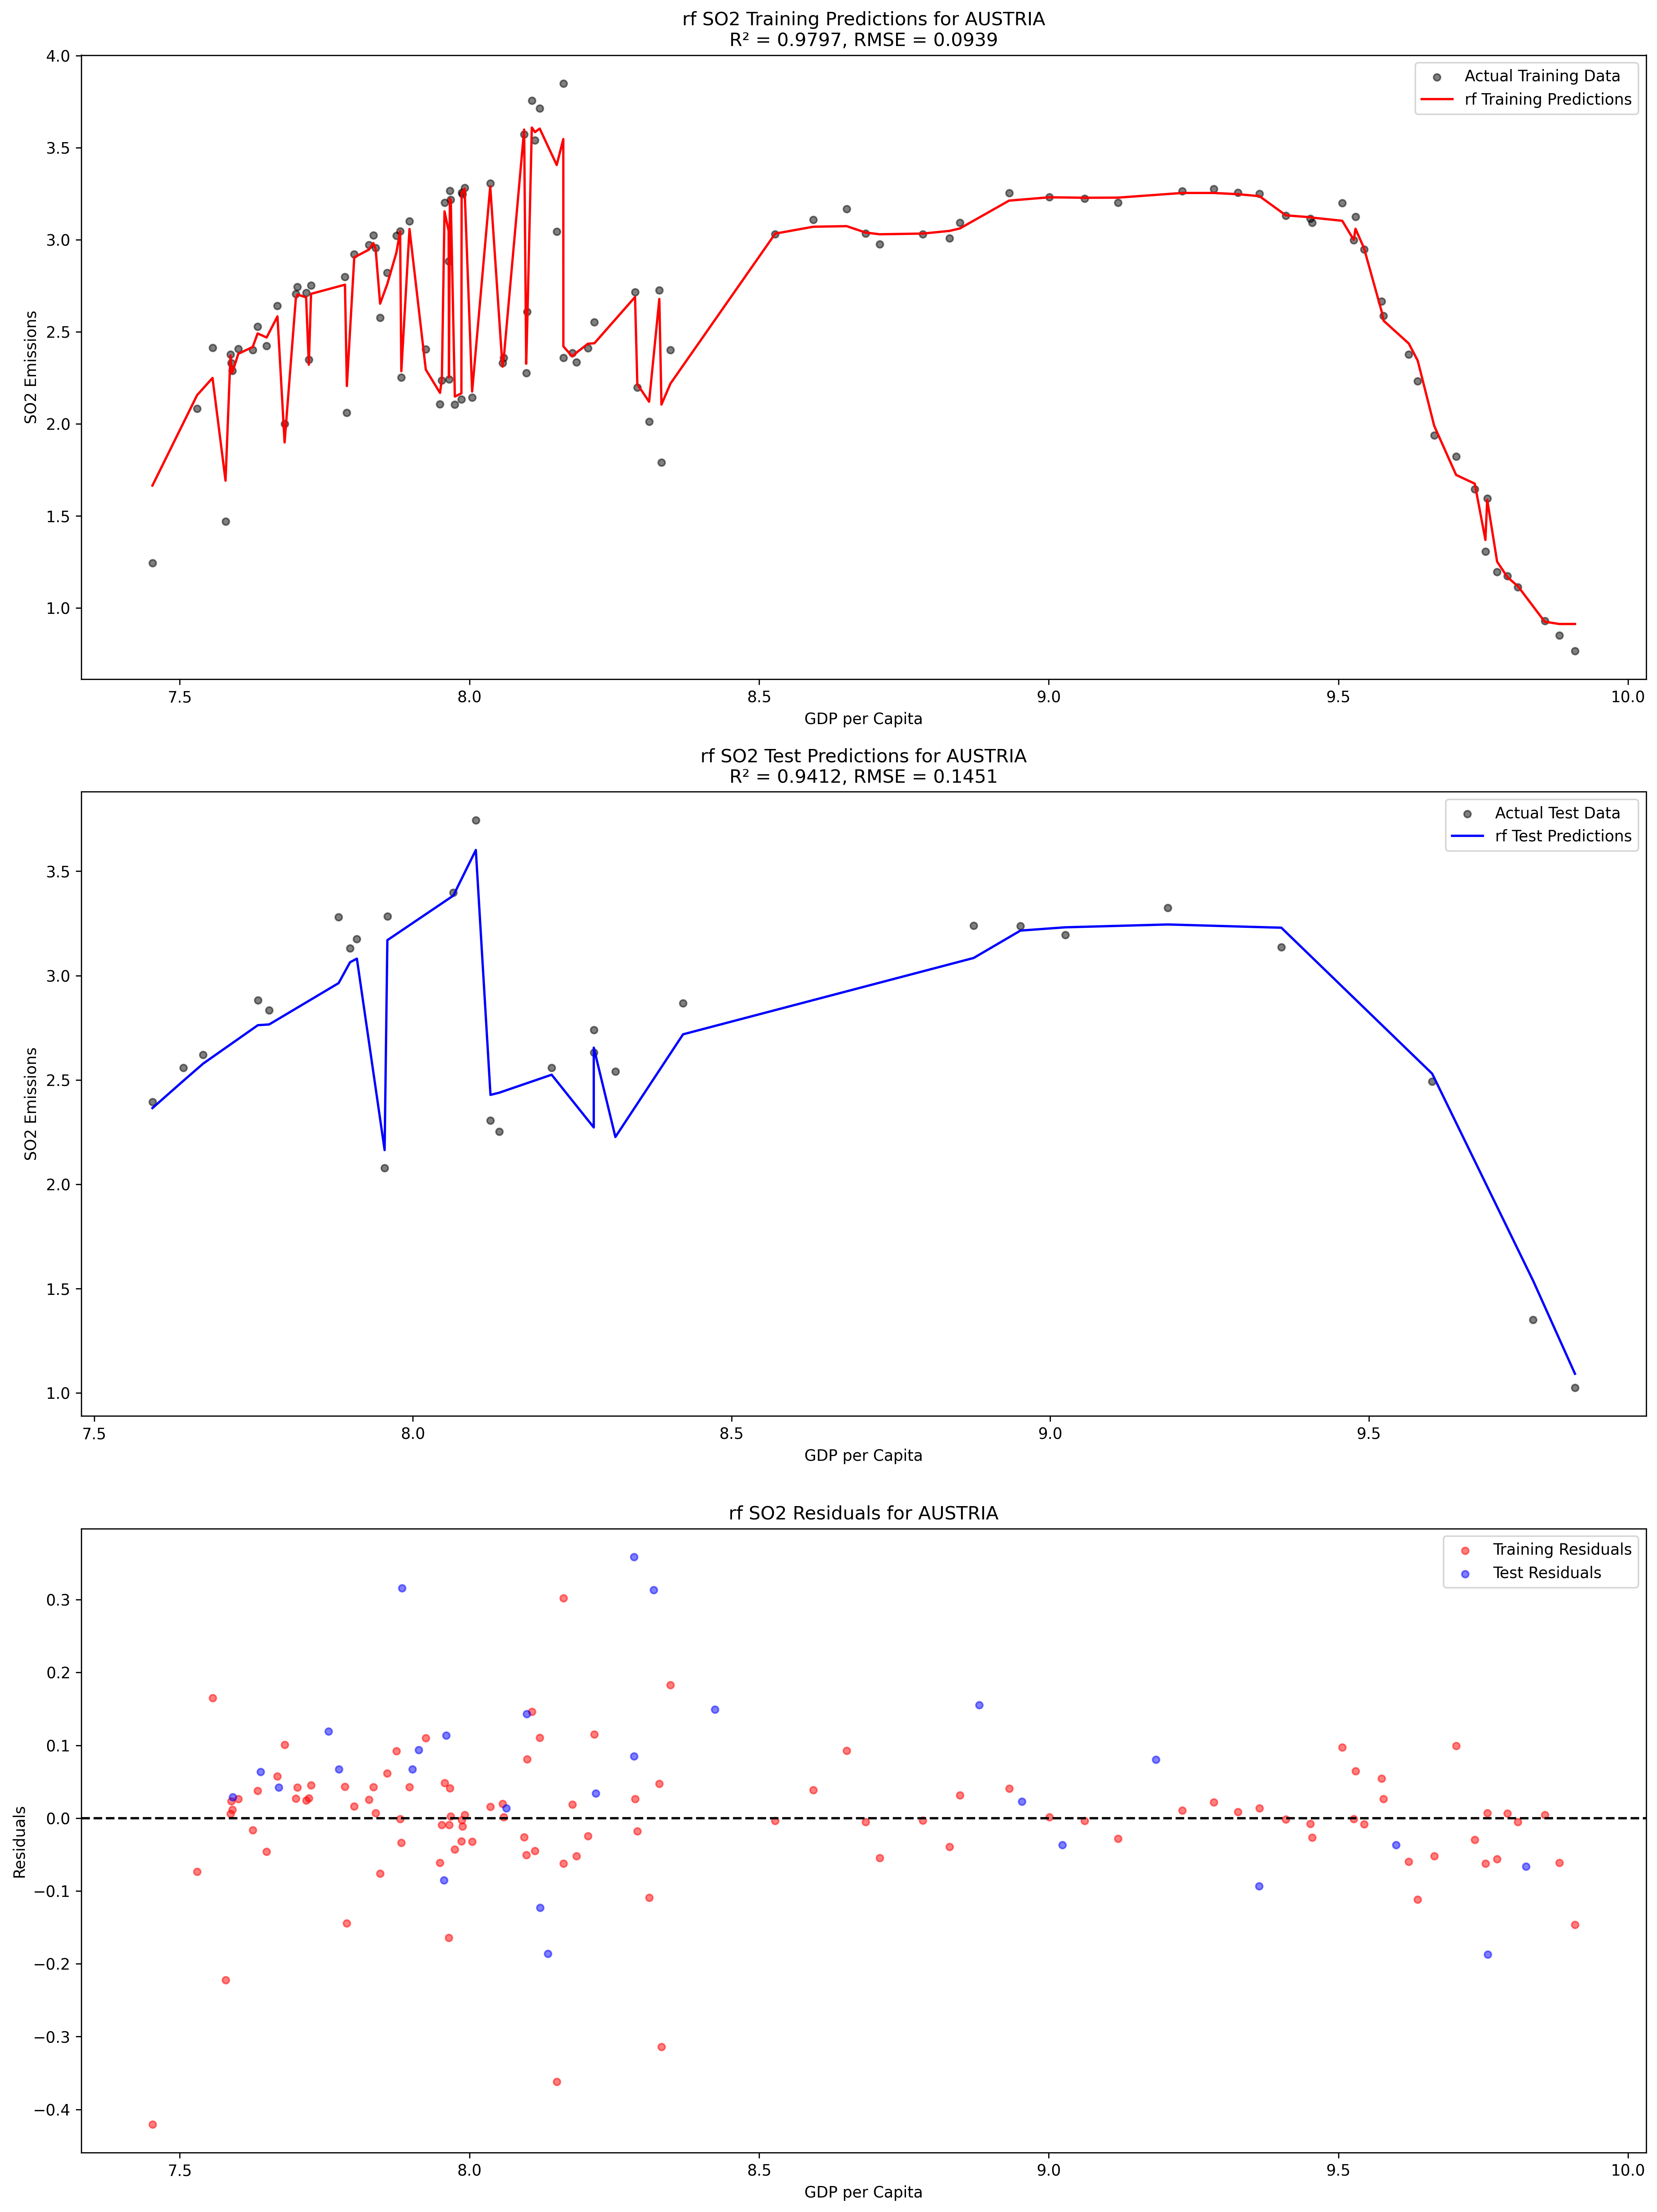 rf SO2 Training Predictions for AUSTRIA
R² = 0.9797, RMSE = 0.0939
4.0
3.5
3.0
2.5
2.0
1.5
1.0
SO2 Emissions
Actual Training Data
rf Training Predictions
7.5 8.0 8.5 9.0 9.5 10.0
GDP per Capita
rf SO2 Test Predictions for AUSTRIA
R² = 0.9412, RMSE = 0.1451
3.5
3.0
2.5
2.0
1.5
1.0
SO2 Emissions
Actual Test Data
rf Test Predictions
7.5 8.0 8.5 9.0 9.5
GDP per Capita
rf SO2 Residuals for AUSTRIA
0.3
0.2
0.1
0.0
−0.1
−0.2
−0.3
−0.4
Residuals
Training Residuals
Test Residuals
7.5 8.0 8.5 9.0 9.5 10.0
GDP per Capita